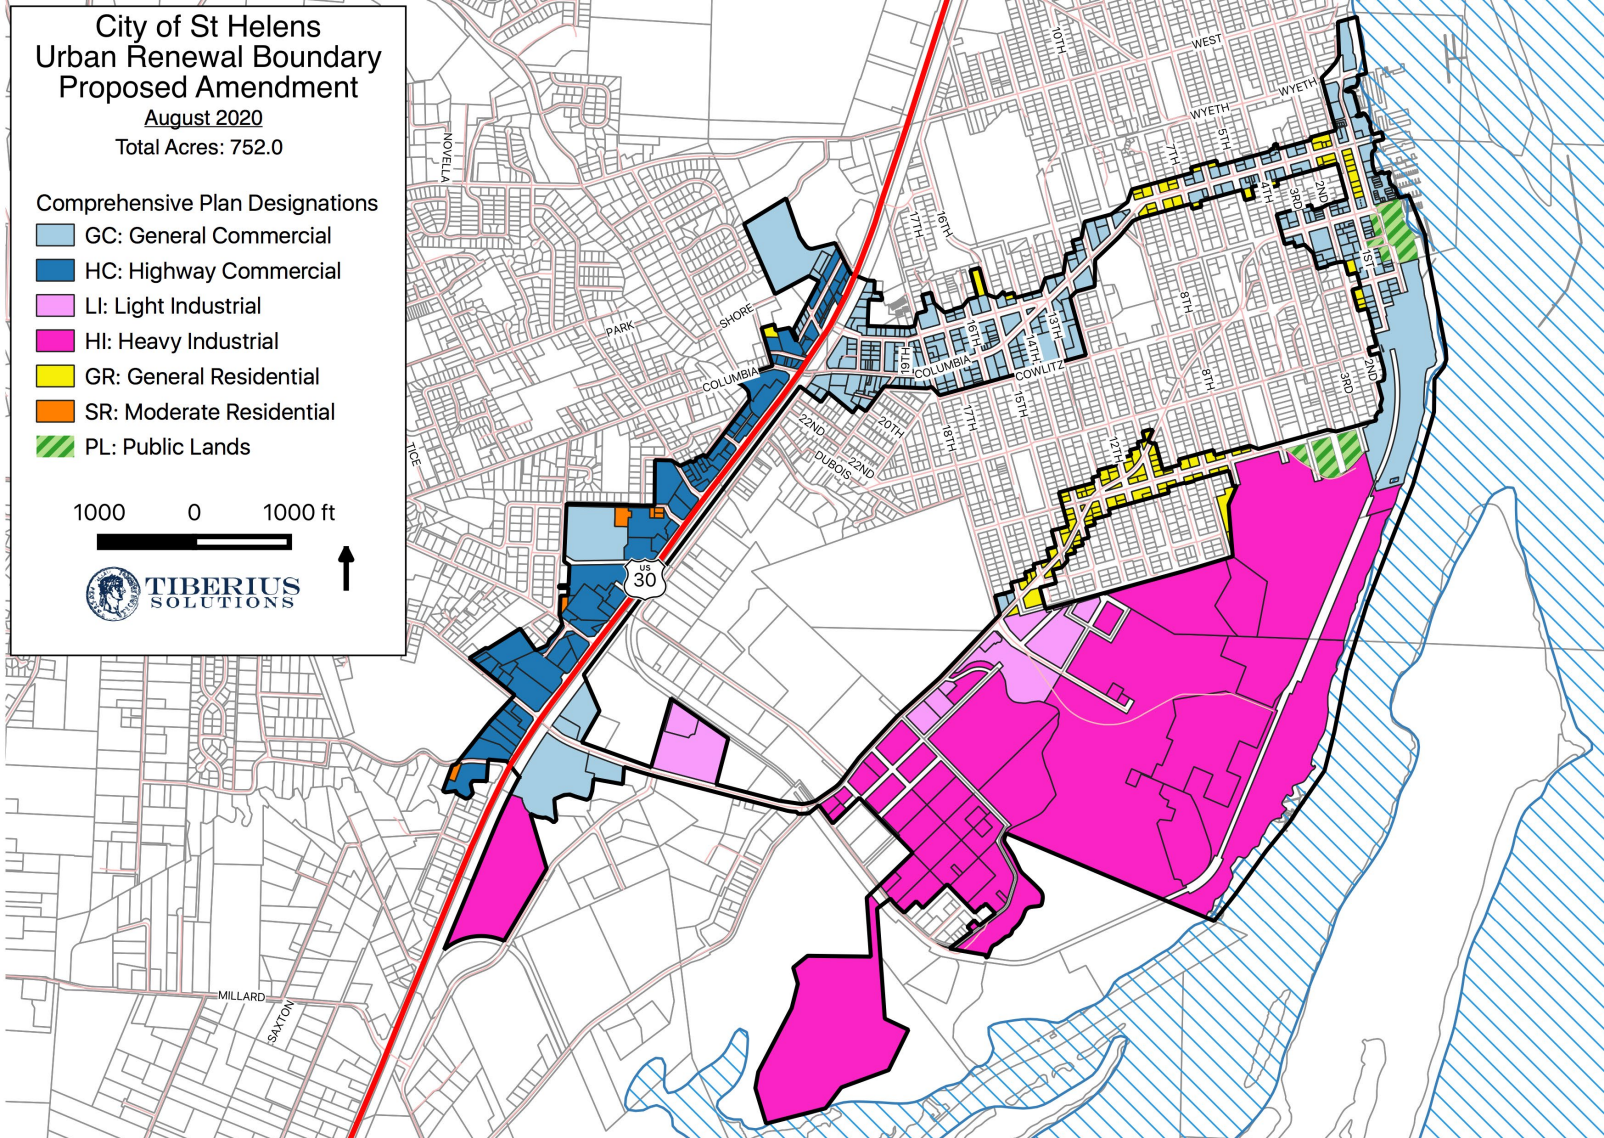 City of St Helens
Urban Renewal Boundary
Proposed Amendment
August 2020
Total Acres: 752.0
Comprehensive Plan Designations
GC: General Commercial
HC: Highway Commercial
LI: Light Industrial
HI: Heavy Industrial
GR: General Residential
SR: Moderate Residential
PL: Public Lands
1000 0 1000 ft
TIBERIUS
SOLUTIONS
NOVELLA
10TH
WEST
WYETH
WYETH
5TH
7TH
4TH
3RD
2ND
1ST
17TH
16TH
SHORE
PARK
8TH
13TH
16TH
14TH
19TH
COLUMBIA
COLUMBIA
COWLITZ
15TH
8TH
3RD
2ND
22ND
20TH
17TH
18TH
12TH
DUBOIS
22ND
TICE
US
30
MILLARD
SAXTON